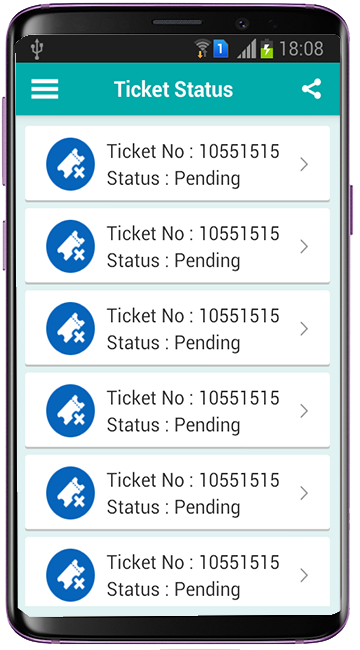 1
18:08
Ticket Status
Ticket No : 10551515
Status : Pending
Ticket No : 10551515
Status : Pending
Ticket No : 10551515
Status : Pending
Ticket No : 10551515
Status : Pending
Ticket No : 10551515
Status : Pending
Ticket No : 10551515
Status : Pending